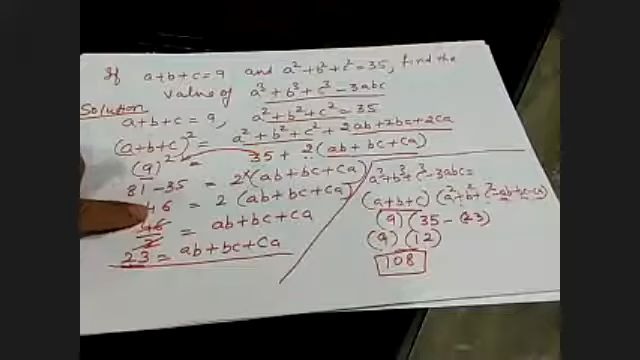 If a+b+c=9 and a²+b²+c²=35, find the
value of a³+b³+c³-3abc
Solution
a+b+c=9, a²+b²+c²=35
(a+b+c)² = a²+b²+c²+2ab+2bc+2ca
(9)² = 35+2(ab+bc+ca)
81-35 = 2×(ab+bc+ca)
46 = 2(ab+bc+ca)
46/2 = ab+bc+ca
23 = ab+bc+ca
a³+b³+c³-3abc=
(a+b+c)(a²+b²+c²-ab-bc-ca)
(9)(35-(23)
(9)(12)
108